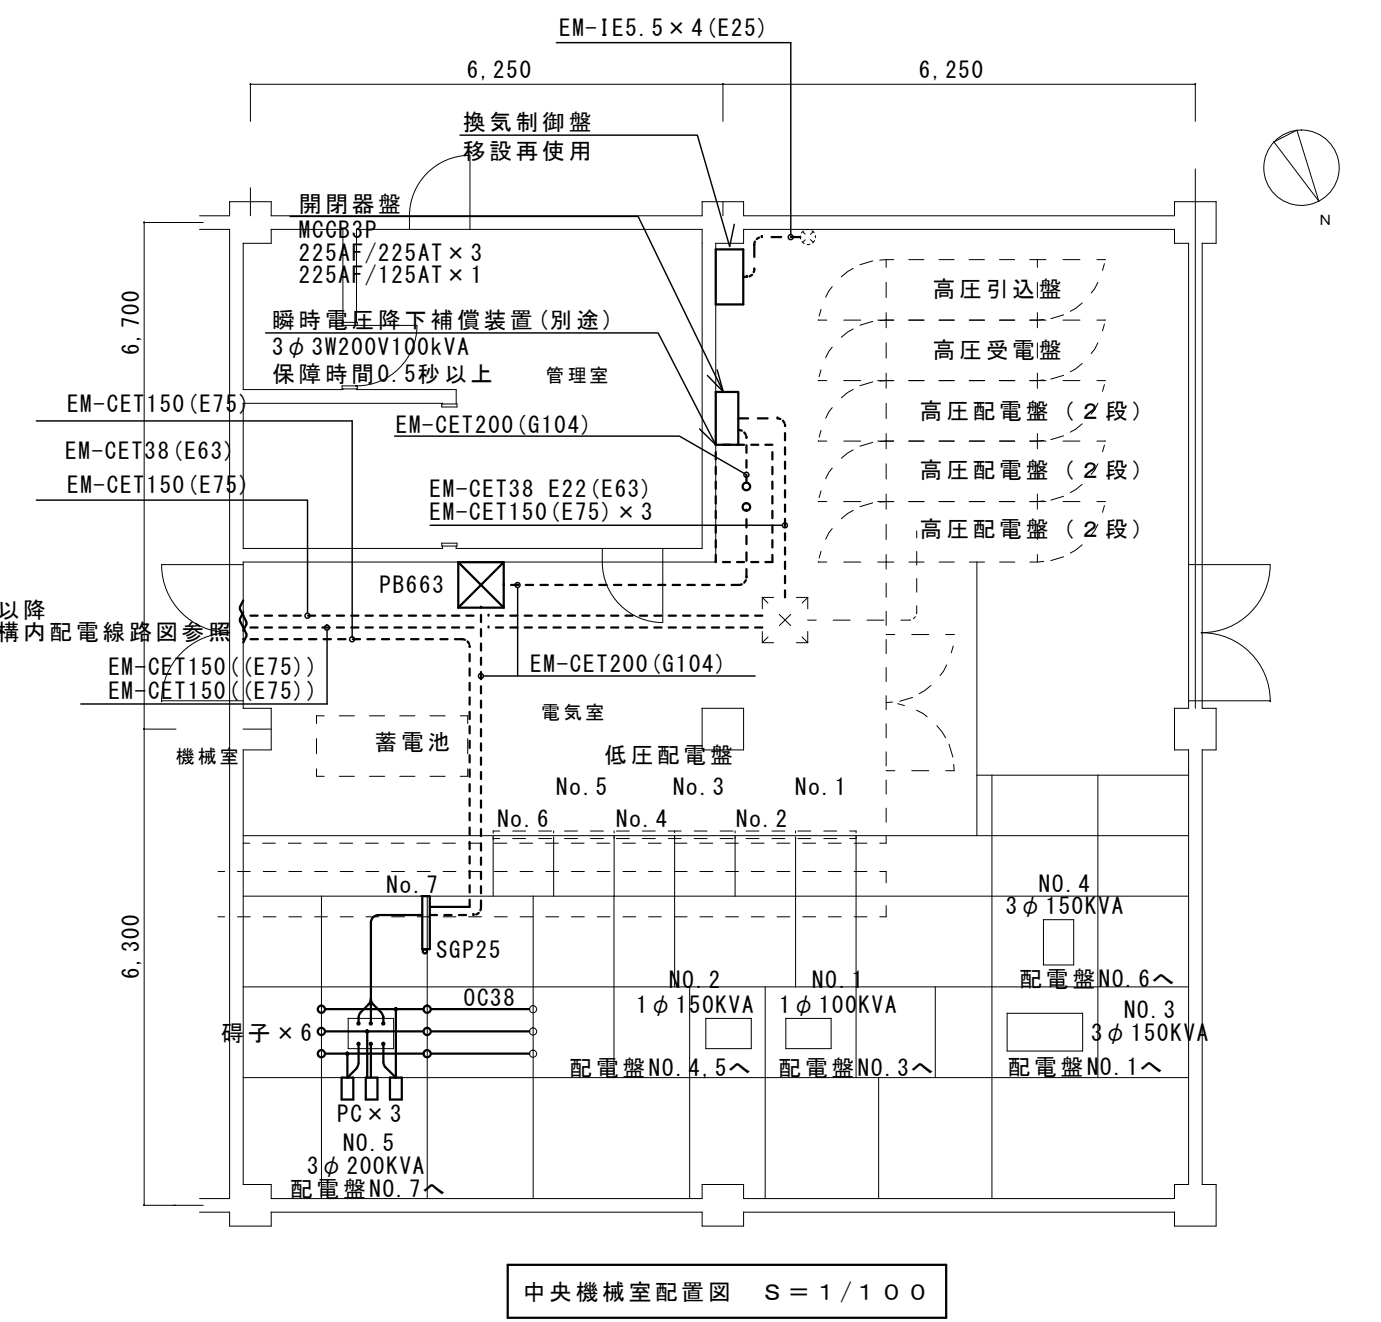 EM-IE5.5×4(E25)
6,250
6,250
換気制御盤
移設再使用
N
開閉器盤
MCCB3P
225AF/225AT×3
225AF/125AT×1
高圧引込盤
6,700
瞬時電圧降下補償装置(別途)
3φ3W200V100kVA
保障時間0.5秒以上
管理室
高圧受電盤
EM-CET150(E75)
高圧配電盤(2段)
EM-CET200(G104)
EM-CET38(E63)
高圧配電盤(2段)
EM-CET150(E75)
EM-CET38 E22(E63)
EM-CET150(E75)×3
高圧配電盤(2段)
PB663
以降
構内配電線路図参照
EM-CET150((E75))
EM-CET150((E75))
EM-CET200(G104)
電気室
機械室
蓄電池
低圧配電盤
No.5
No.3
No.1
No.6
No.4
No.2
No.7
NO.4
3φ150KVA
6,300
SGP25
配電盤NO.6へ
NO.2
1φ150KVA
NO.1
1φ100KVA
OC38
NO.3
3φ150KVA
碍子×6
配電盤NO.4,5へ
配電盤NO.3へ
配電盤NO.1へ
PC×3
NO.5
3φ200KVA
配電盤NO.7へ
中央機械室配置図 S=1/100